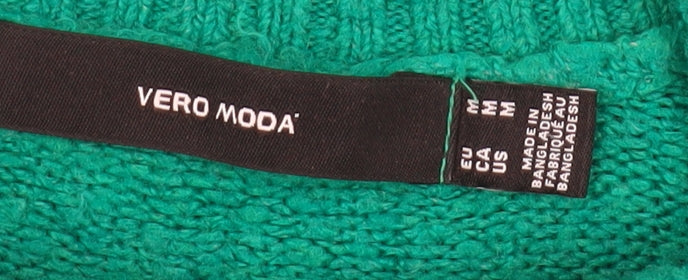 VERO MODA
EU M
CA M
US M
MADE IN
BANGLADESH
FABRIQUÉ AU
BANGLADESH